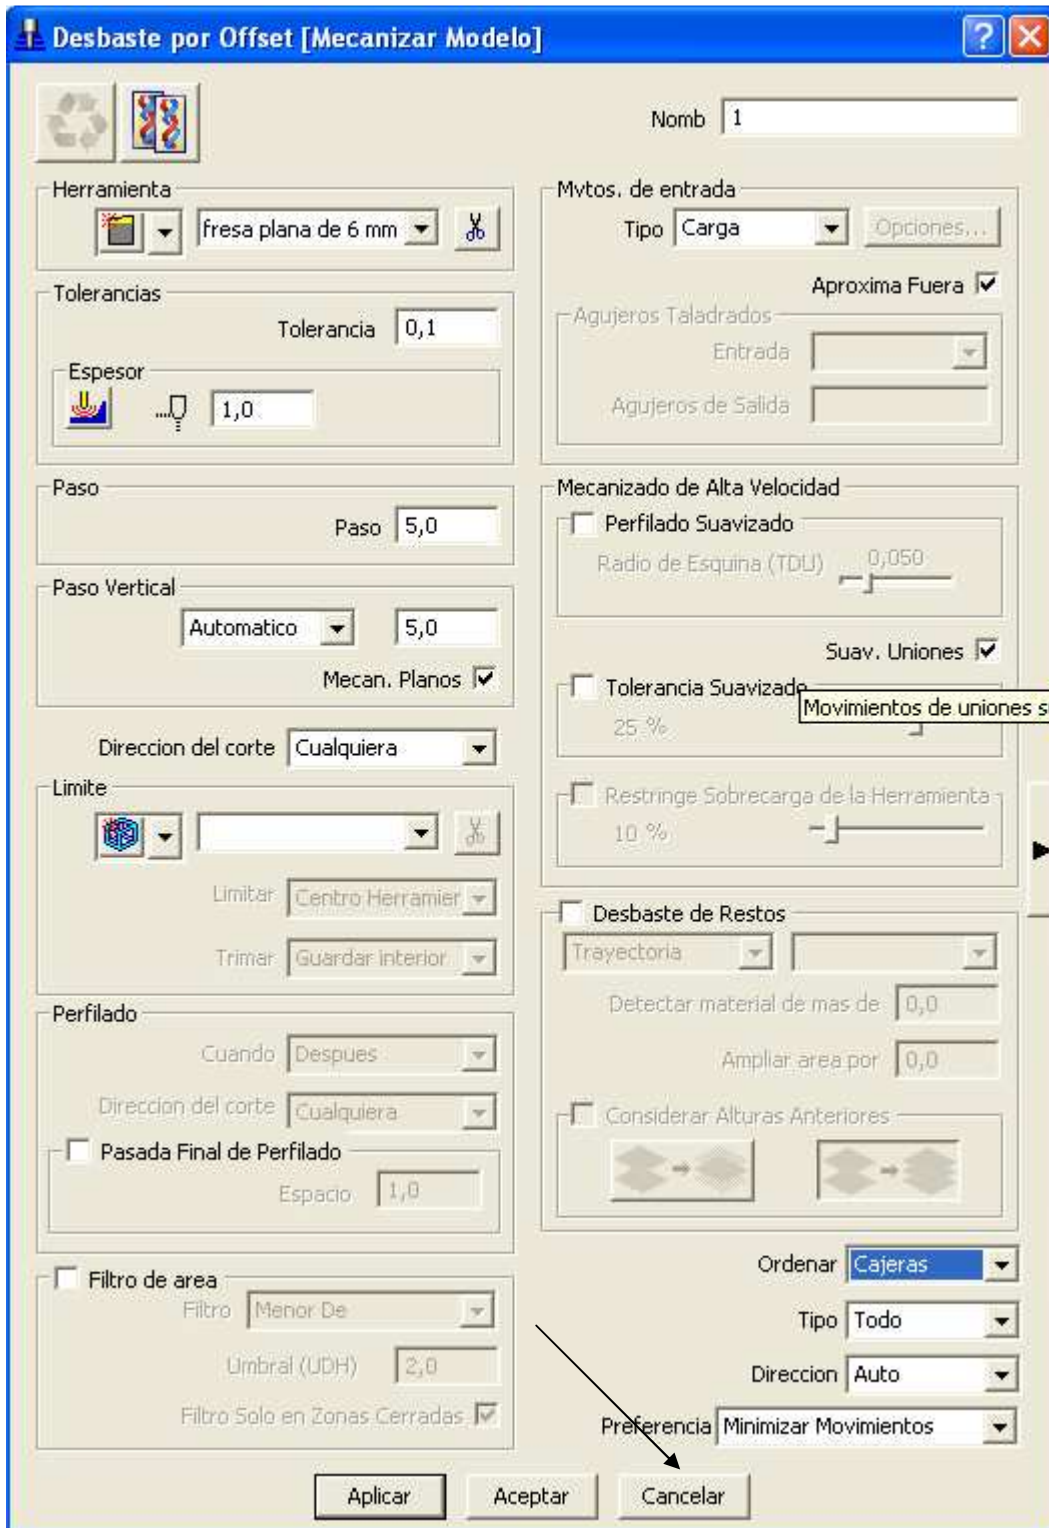 Desbaste por Offset [Mecanizar Modelo]
Nomb 1
Herramienta
fresa plana de 6 mm
Tolerancias
Tolerancia 0,1
Espesor
1,0
Paso
Paso 5,0
Paso Vertical
Automatico 5,0
Mecan. Planos
Direccion del corte Cualquiera
Limite
Limitar Centro Herramier
Trimar Guardar interior
Perfilado
Cuando Despues
Direccion del corte Cualquiera
Pasada Final de Perfilado
Espacio 1,0
Filtro de area
Filtro Menor De
Umbral (UDH) 2,0
Filtro Solo en Zonas Cerradas
Mvtos. de entrada
Tipo Carga Opciones...
Aproxima Fuera
Agujeros Taladrados
Entrada
Agujeros de Salida
Mecanizado de Alta Velocidad
Perfilado Suavizado
Radio de Esquina (TDU) 0,050
Suav. Uniones
Tolerancia Suavizado
Movimientos de uniones s
25 %
Restringe Sobrecarga de la Herramienta
10 %
Desbaste de Restos
Trayectoria
Detectar material de mas de 0,0
Ampliar area por 0,0
Considerar Alturas Anteriores
Ordenar Cajeras
Tipo Todo
Direccion Auto
Preferencia Minimizar Movimientos
Aplicar Aceptar Cancelar